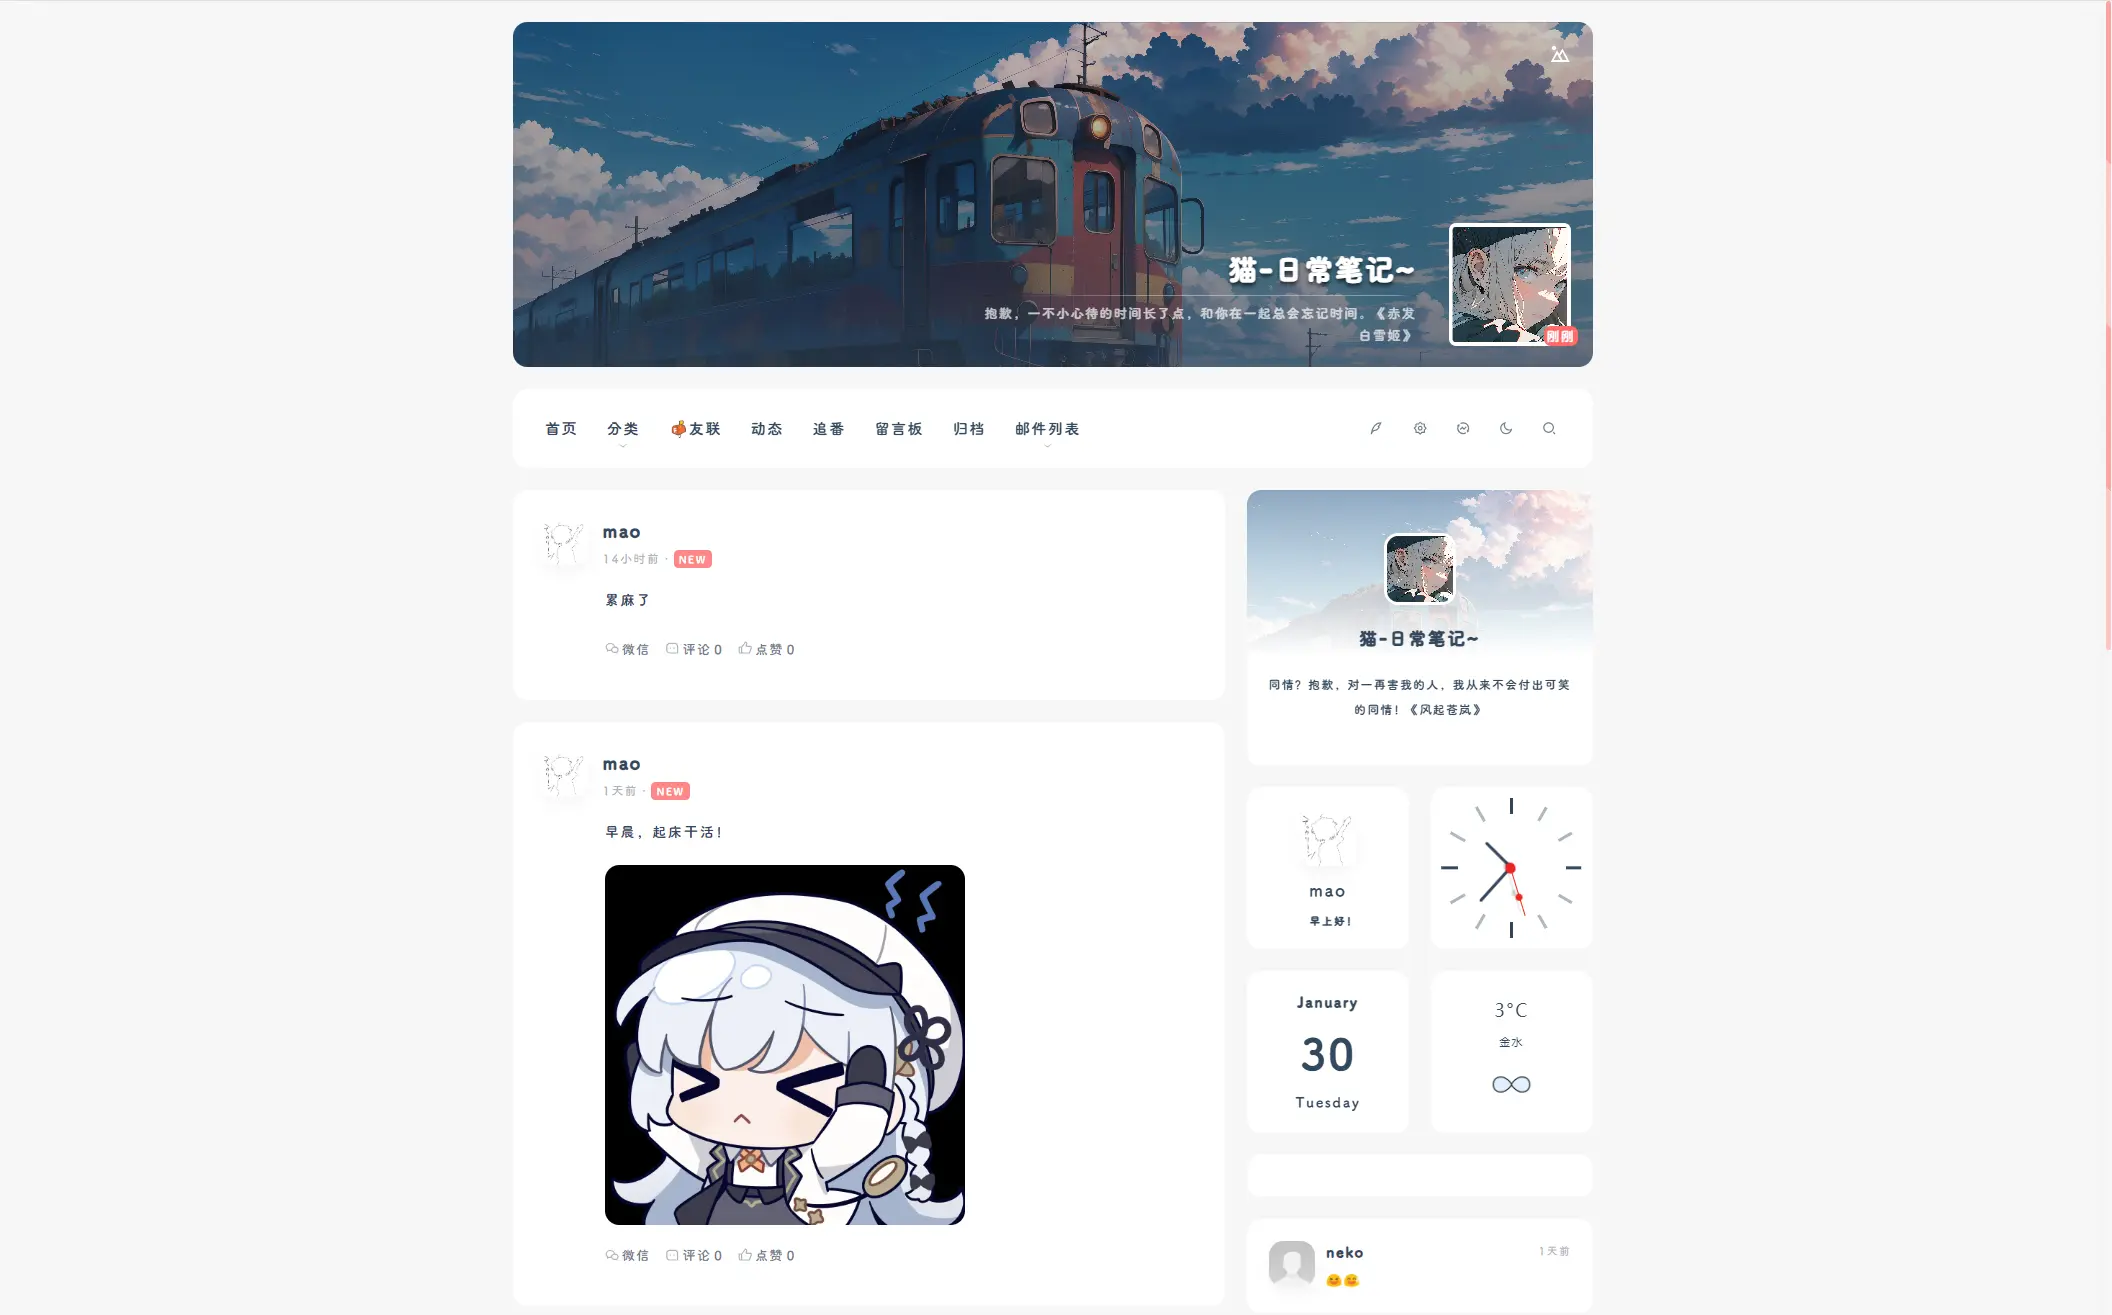 猫-日常笔记~
抱歉，一不小心待的时间长了点，和你在一起总会忘记时间。《赤发
白雪姬》
刚刚
首页 分类 友联 动态 追番 留言板 归档 邮件列表
mao
14小时前 · NEW
累麻了
微信 评论 0 点赞 0
mao
1天前 · NEW
早晨，起床干活！
微信 评论 0 点赞 0
猫-日常笔记~
同情？抱歉，对一再害我的人，我从来不会付出可笑
的同情！《风起苍岚》
mao
早上好！
January
30
Tuesday
3°C
金水
neko
1天前